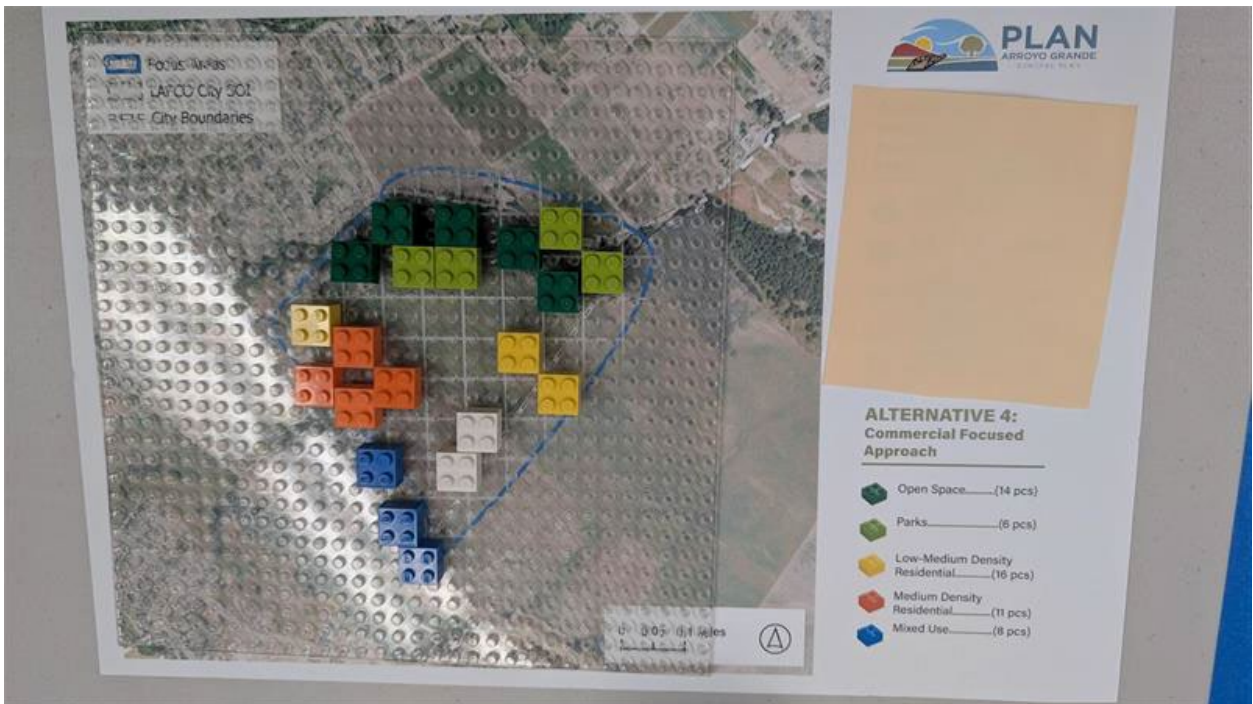 Focus Areas
LAFCO City SOI
City Boundaries
PLAN
ARROYO GRANDE
GENERAL PLAN
ALTERNATIVE 4:
Commercial Focused
Approach
Open Space.........(14 pcs)
Parks......................(6 pcs)
Low-Medium Density
Residential..........(16 pcs)
Medium Density
Residential..........(11 pcs)
Mixed Use............(8 pcs)
0 0.05 0.1 Miles